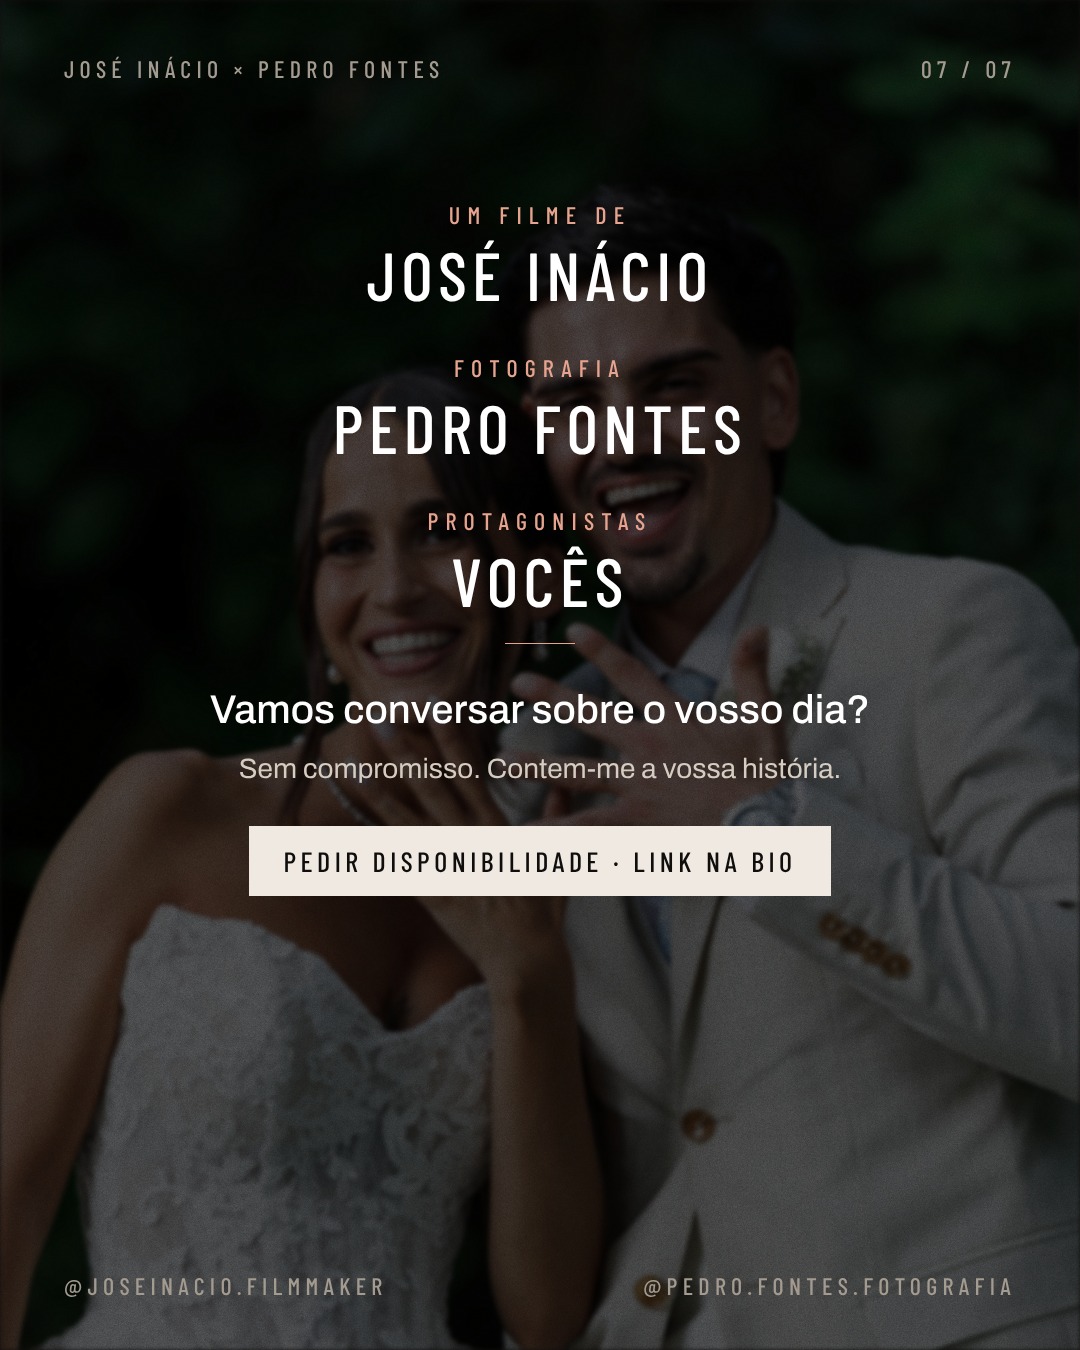 JOSÉ INÁCIO × PEDRO FONTES
07 / 07
UM FILME DE
JOSÉ INÁCIO
FOTOGRAFIA
PEDRO FONTES
PROTAGONISTAS
VOCÊS
Vamos conversar sobre o vosso dia?
Sem compromisso. Contem-me a vossa história.
PEDIR DISPONIBILIDADE · LINK NA BIO
@JOSEINACIO.FILMMAKER
@PEDRO.FONTES.FOTOGRAFIA